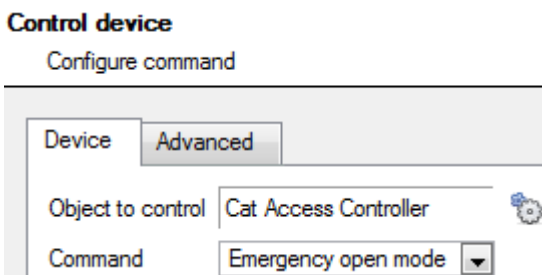 Control device
Configure command
Device Advanced
Object to control Cat Access Controller
Command Emergency open mode